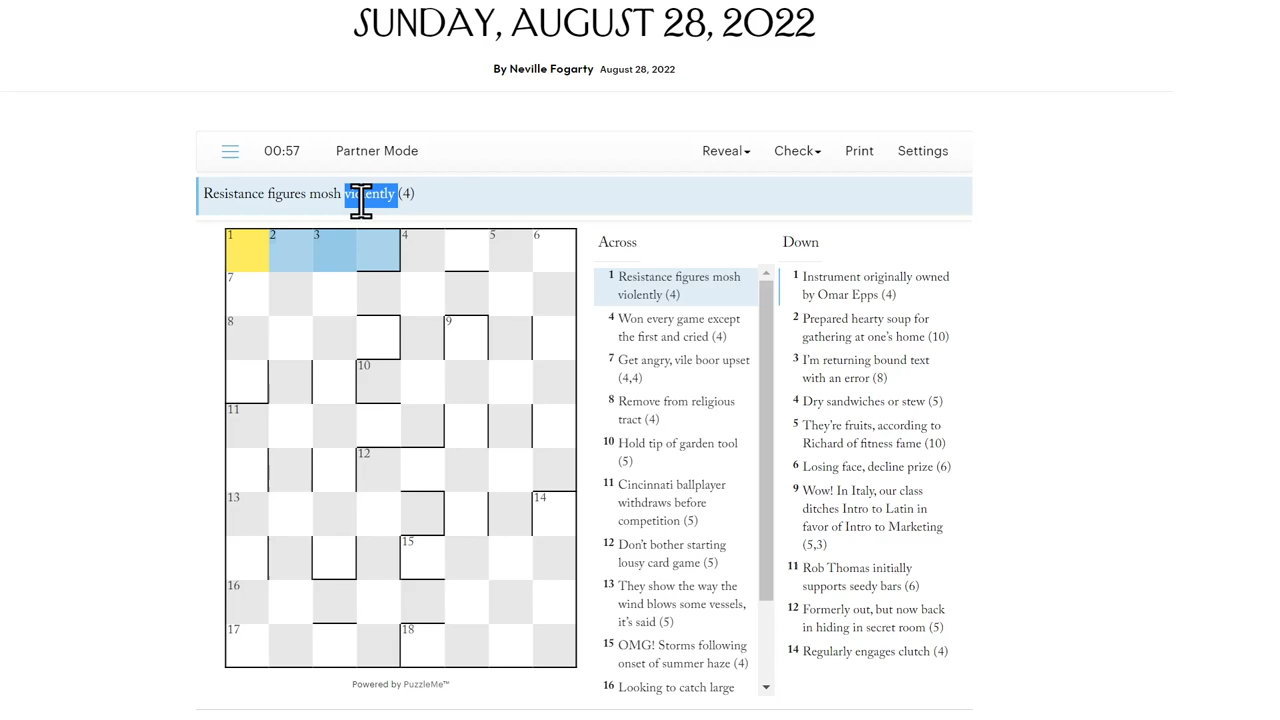 SUNDAY, AUGUST 28, 2022
By Neville Fogarty August 28, 2022
00:57 Partner Mode Reveal Check Print Settings
Resistance figures mosh violently (4)
1 2 3 4 5 6
7
8 9
10
11
12
13 14
15
16
17 18
Powered by PuzzleMe™
Across
1 Resistance figures mosh
violently (4)
4 Won every game except
the first and cried (4)
7 Get angry, vile boor upset
(4,4)
8 Remove from religious
tract (4)
10 Hold tip of garden tool
(5)
11 Cincinnati ballplayer
withdraws before
competition (5)
12 Don't bother starting
lousy card game (5)
13 They show the way the
wind blows some vessels,
it's said (5)
15 OMG! Storms following
onset of summer haze (4)
16 Looking to catch large
Down
1 Instrument originally owned
by Omar Epps (4)
2 Prepared hearty soup for
gathering at one's home (10)
3 I'm returning bound text
with an error (8)
4 Dry sandwiches or stew (5)
5 They're fruits, according to
Richard of fitness fame (10)
6 Losing face, decline prize (6)
9 Wow! In Italy, our class
ditches Intro to Latin in
favor of Intro to Marketing
(5,3)
11 Rob Thomas initially
supports seedy bars (6)
12 Formerly out, but now back
in hiding in secret room (5)
14 Regularly engages clutch (4)